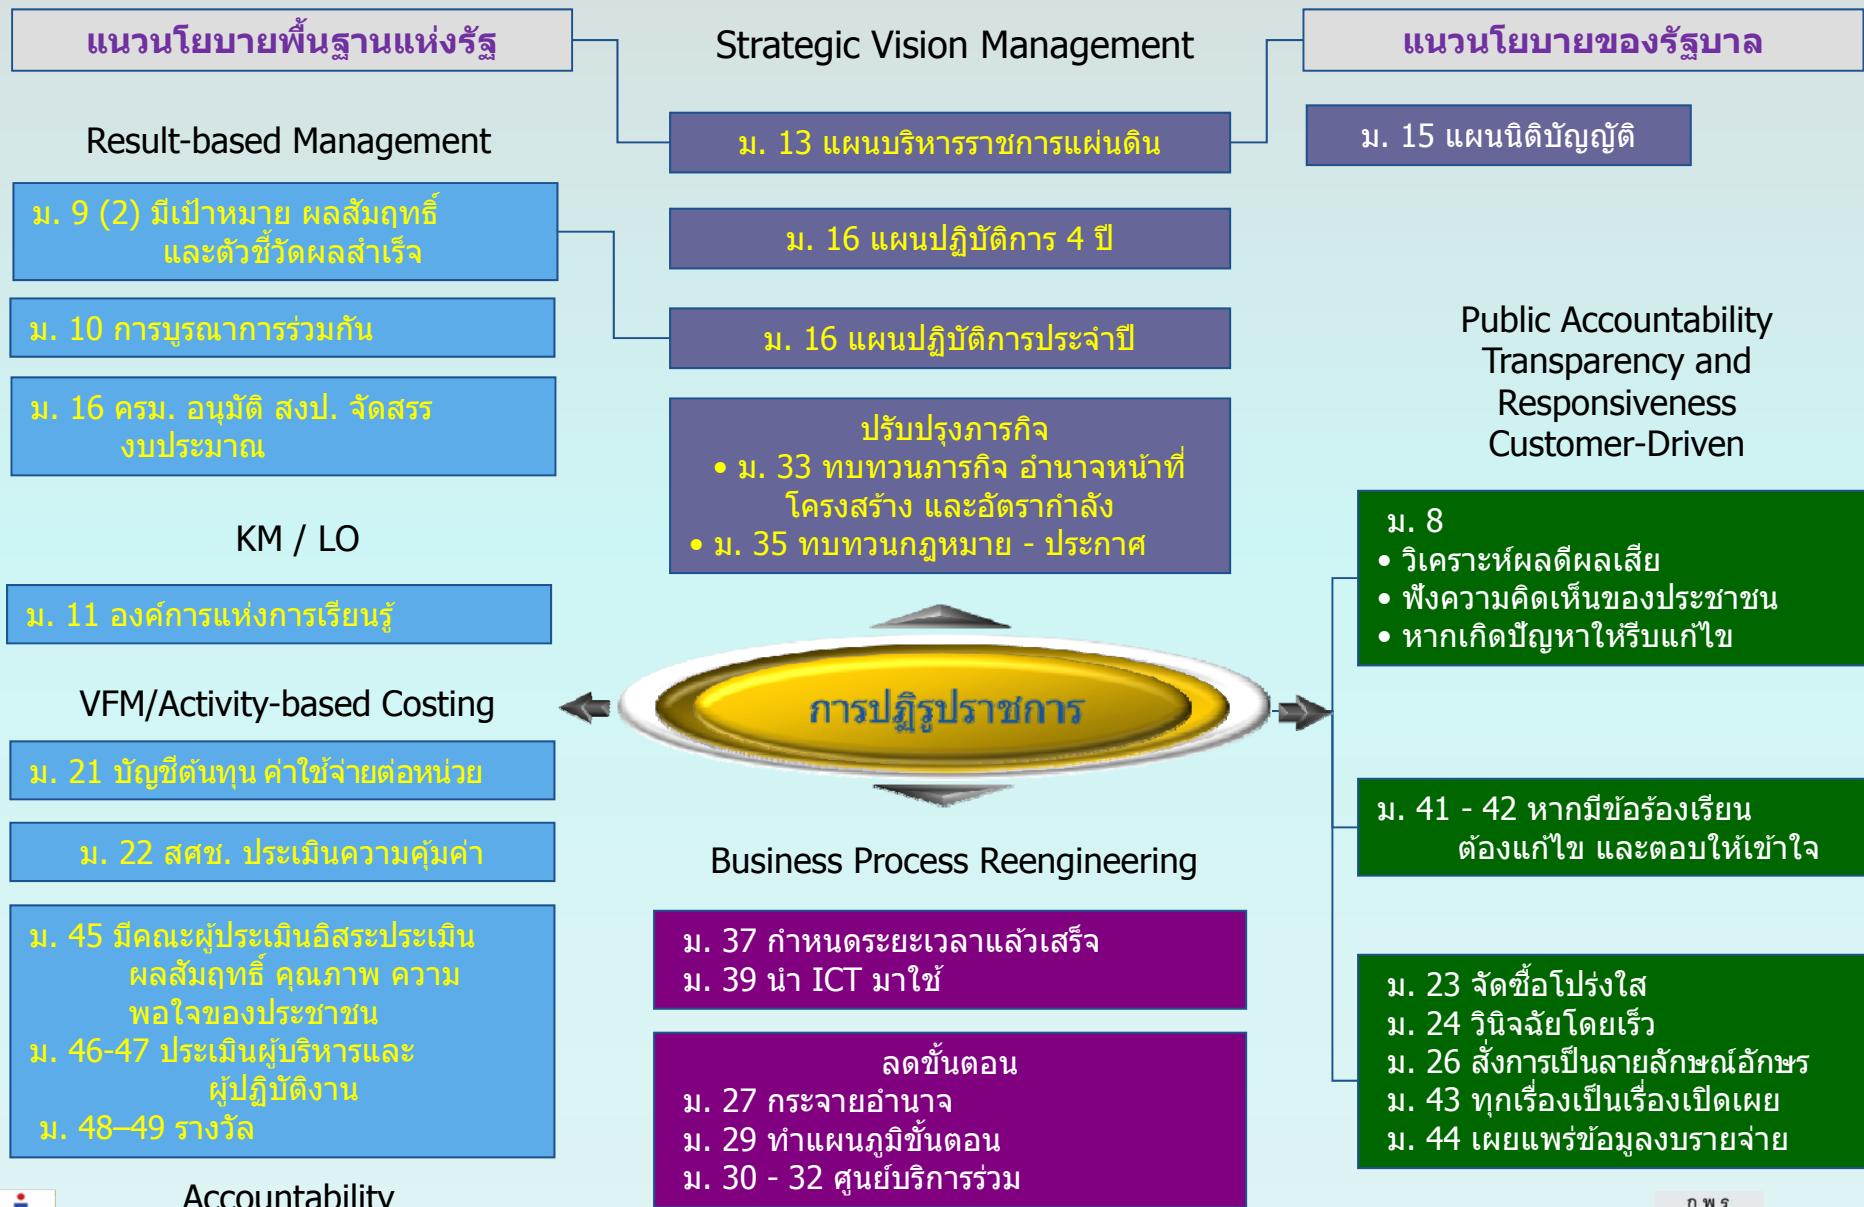 แนวนโยบายพื้นฐานแห่งรัฐ
Strategic Vision Management
แนวนโยบายของรัฐบาล
Result-based Management
ม. 13 แผนบริหารราชการแผ่นดิน
ม. 15 แผนนิติบัญญัติ
ม. 9 (2) มีเป้าหมาย ผลสัมฤทธิ์
และตัวชี้วัดผลสำเร็จ
ม. 16 แผนปฏิบัติการ 4 ปี
ม. 10 การบูรณาการร่วมกัน
ม. 16 แผนปฏิบัติการประจำปี
ม. 16 ครม. อนุมัติ สงป. จัดสรร
งบประมาณ
ปรับปรุงภารกิจ
• ม. 33 ทบทวนภารกิจ อำนาจหน้าที่
โครงสร้าง และอัตรากำลัง
• ม. 35 ทบทวนกฎหมาย - ประกาศ
Public Accountability
Transparency and
Responsiveness
Customer-Driven
KM / LO
ม. 11 องค์การแห่งการเรียนรู้
ม. 8
• วิเคราะห์ผลดีผลเสีย
• ฟังความคิดเห็นของประชาชน
• หากเกิดปัญหาให้รีบแก้ไข
การปฏิรูปราชการ
VFM/Activity-based Costing
ม. 21 บัญชีต้นทุน ค่าใช้จ่ายต่อหน่วย
ม. 22 สศช. ประเมินความคุ้มค่า
ม. 41 - 42 หากมีข้อร้องเรียน
ต้องแก้ไข และตอบให้เข้าใจ
Business Process Reengineering
ม. 45 มีคณะผู้ประเมินอิสระประเมิน
ผลสัมฤทธิ์ คุณภาพ ความ
พอใจของประชาชน
ม. 46-47 ประเมินผู้บริหารและ
ผู้ปฏิบัติงาน
ม. 48–49 รางวัล
ม. 37 กำหนดระยะเวลาแล้วเสร็จ
ม. 39 นำ ICT มาใช้
ลดขั้นตอน
ม. 27 กระจายอำนาจ
ม. 29 ทำแผนภูมิขั้นตอน
ม. 30 - 32 ศูนย์บริการร่วม
ม. 23 จัดซื้อโปร่งใส
ม. 24 วินิจฉัยโดยเร็ว
ม. 26 สั่งการเป็นลายลักษณ์อักษร
ม. 43 ทุกเรื่องเป็นเรื่องเปิดเผย
ม. 44 เผยแพร่ข้อมูลงบรายจ่าย
Accountability